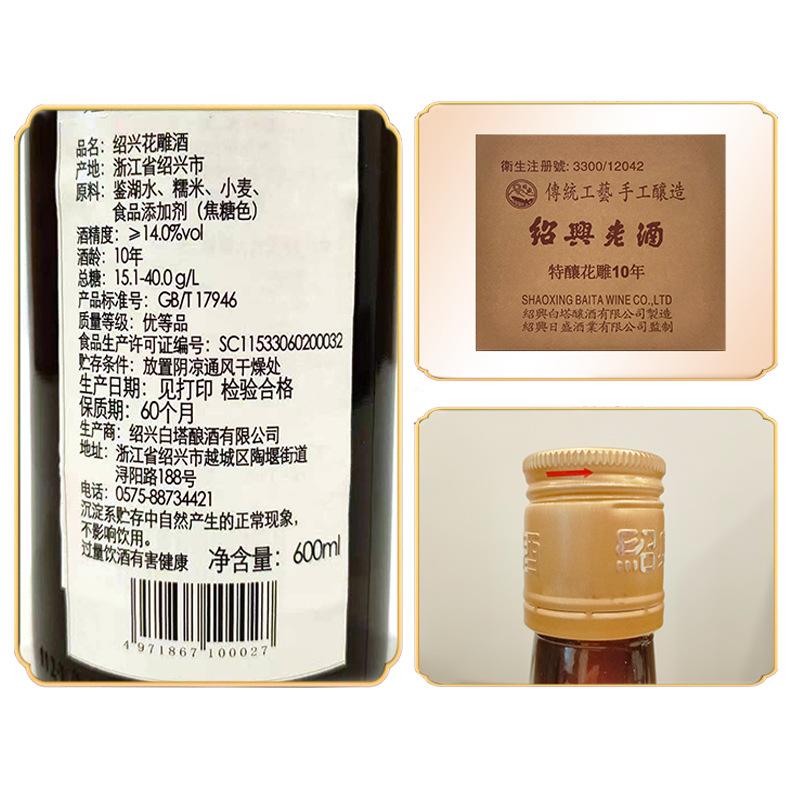 品名：绍兴花雕酒
产地：浙江省绍兴市
原料：鉴湖水、糯米、小麦、
食品添加剂（焦糖色）
酒精度：≥14.0%vol
酒龄：10年
总糖：15.1-40.0 g/L
产品标准号：GB/T 17946
质量等级：优等品
食品生产许可证编号：SC11533060200032
贮存条件：放置阴凉通风干燥处
生产日期：见打印 检验合格
保质期：60个月
生产商：绍兴白塔酿酒有限公司
地址：浙江省绍兴市越城区陶堰街道
浔阳路188号
电话：0575-88734421
沉淀系贮存中自然产生的正常现象，
不影响饮用。
过量饮酒有害健康 净含量：600ml
4 971867 100027
衛生注册號: 3300/12042
傳統工藝 手工釀造
紹興老酒
特釀花雕10年
SHAOXING BAITA WINE CO.,LTD
紹興白塔釀酒有限公司製造
紹興日盛酒業有限公司監制
紹